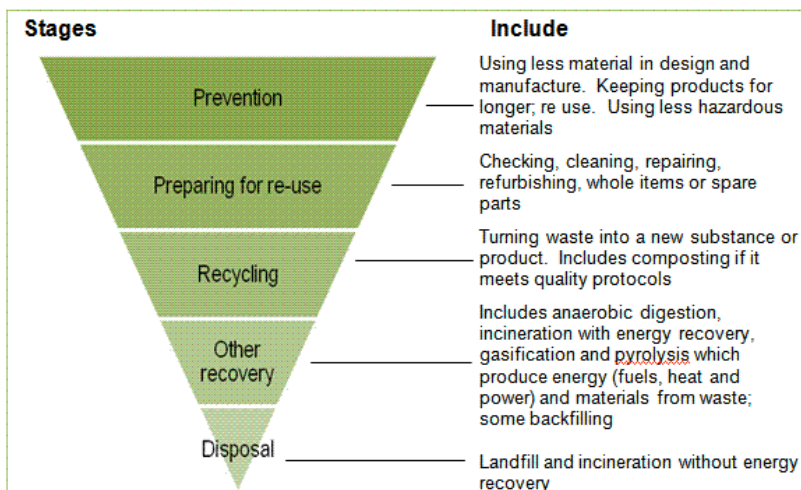 Stages
Include
Prevention
Using less material in design and
manufacture. Keeping products for
longer; re use. Using less hazardous
materials
Preparing for re-use
Checking, cleaning, repairing,
refurbishing, whole items or spare
parts
Recycling
Turning waste into a new substance or
product. Includes composting if it
meets quality protocols
Other
recovery
Includes anaerobic digestion,
incineration with energy recovery,
gasification and pyrolysis which
produce energy (fuels, heat and
power) and materials from waste;
some backfilling
Disposal
Landfill and incineration without energy
recovery